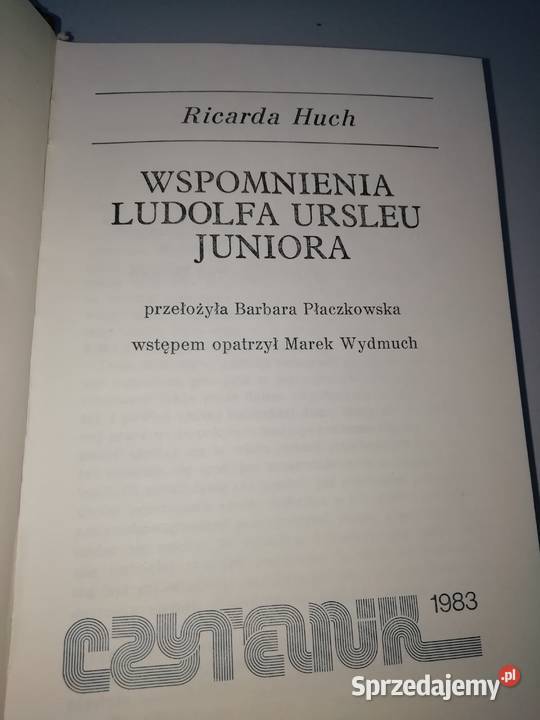 Ricarda Huch
WSPOMNIENIA
LUDOLFA URSLEU
JUNIORA
przełożyła Barbara Płaczkowska
wstępem opatrzył Marek Wydmuch
CZYTELNIK 1983
Sprzedajemy.pl